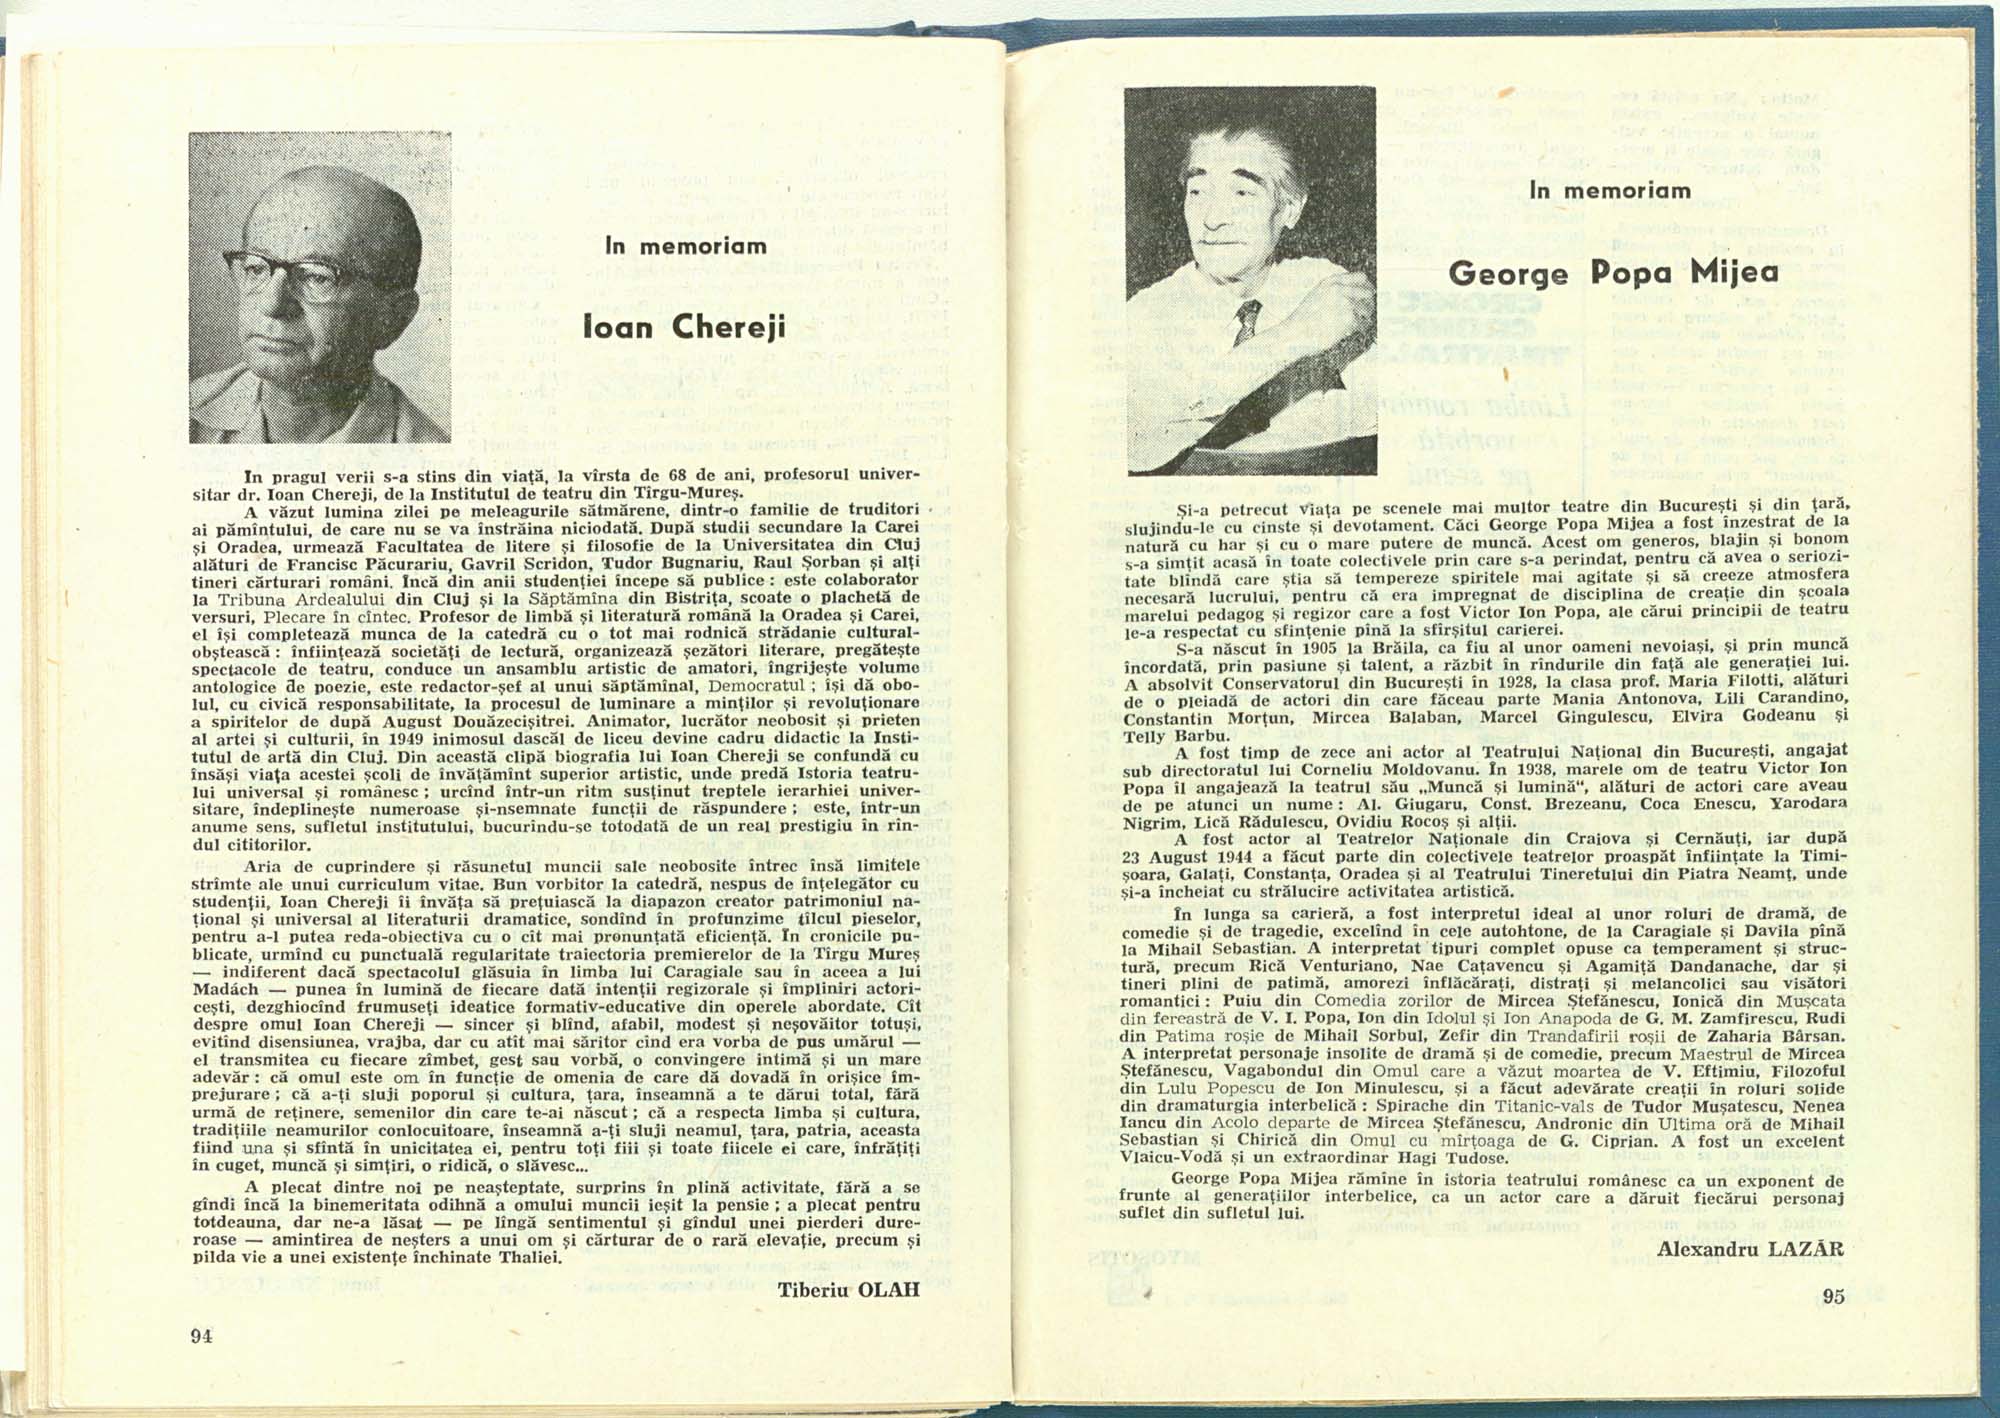 In memoriam
Ioan Chereji
In pragul verii s-a stins din viață, la vîrsta de 68 de ani, profesorul univer-
sitar dr. Ioan Chereji, de la Institutul de teatru din Tîrgu-Mureș.
A văzut lumina zilei pe meleagurile sătmărene, dintr-o familie de truditori
ai pămîntului, de care nu se va înstrăina niciodată. După studii secundare la Carei
și Oradea, urmează Facultatea de litere și filosofie de la Universitatea din Cluj
alături de Francisc Păcurariu, Gavril Scridon, Tudor Bugnariu, Raul Șorban și alți
tineri cărturari români. Încă din anii studenției începe să publice : este colaborator
la Tribuna Ardealului din Cluj și la Săptămîna din Bistrița, scoate o plachetă de
versuri, Plecare în cîntec. Profesor de limbă și literatură română la Oradea și Carei,
el își completează munca de la catedră cu o tot mai rodnică strădanie cultural-
obștească : înființează societăți de lectură, organizează șezători literare, pregătește
spectacole de teatru, conduce un ansamblu artistic de amatori, îngrijește volume
antologice de poezie, este redactor-șef al unui săptămînal, Democratul ; își dă obo-
lul, cu civică responsabilitate, la procesul de luminare a minților și revoluționare
a spiritelor de după August Douăzecișitrei. Animator, lucrător neobosit și prieten
al artei și culturii, în 1949 inimosul dascăl de liceu devine cadru didactic la Insti-
tutul de artă din Cluj. Din această clipă biografia lui Ioan Chereji se confundă cu
însăși viața acestei școli de învățămînt superior artistic, unde predă Istoria teatru-
lui universal și românesc ; urcînd într-un ritm susținut treptele ierarhiei univer-
sitare, îndeplinește numeroase și-nsemnate funcții de răspundere ; este, într-un
anume sens, sufletul institutului, bucurîndu-se totodată de un real prestigiu în rîn-
dul cititorilor.
Aria de cuprindere și răsunetul muncii sale neobosite întrec însă limitele
strîmte ale unui curriculum vitae. Bun vorbitor la catedră, nespus de înțelegător cu
studenții, Ioan Chereji îi învăța să prețuiască la diapazon creator patrimoniul na-
țional și universal al literaturii dramatice, sondînd în profunzime tîlcul pieselor,
pentru a-l putea reda-obiectiva cu o cît mai pronunțată eficiență. În cronicile pu-
blicate, urmînd cu punctuală regularitate traiectoria premierelor de la Tîrgu Mureș
— indiferent dacă spectacolul glăsuia în limba lui Caragiale sau în aceea a lui
Madách — punea în lumină de fiecare dată intenții regizorale și împliniri actori-
cești, dezghiocînd frumuseți ideatice formativ-educative din operele abordate. Cît
despre omul Ioan Chereji — sincer și blînd, afabil, modest și neșovăitor totuși,
evitînd disensiunea, vrajba, dar cu atît mai săritor cînd era vorba de pus umărul —
el transmitea cu fiecare zîmbet, gest sau vorbă, o convingere intimă și un mare
adevăr : că omul este om în funcție de omenia de care dă dovadă în orișice îm-
prejurare ; că a-ți sluji poporul și cultura, țara, înseamnă a te dărui total, fără
urmă de reținere, semenilor din care te-ai născut ; că a respecta limba și cultura,
tradițiile neamurilor conlocuitoare, înseamnă a-ți sluji neamul, țara, patria, aceasta
fiind una și sfîntă în unicitatea ei, pentru toți fiii și toate fiicele ei care, înfrățiți
în cuget, muncă și simțiri, o ridică, o slăvesc...
A plecat dintre noi pe neașteptate, surprins în plină activitate, fără a se
gîndi încă la binemeritata odihnă a omului muncii ieșit la pensie ; a plecat pentru
totdeauna, dar ne-a lăsat — pe lîngă sentimentul și gîndul unei pierderi dure-
roase — amintirea de neșters a unui om și cărturar de o rară elevație, precum și
pilda vie a unei existențe închinate Thaliei.
Tiberiu OLAH
94
In memoriam
George Popa Mijea
Și-a petrecut viața pe scenele mai multor teatre din București și din țară,
slujindu-le cu cinste și devotament. Căci George Popa Mijea a fost înzestrat de la
natură cu har și cu o mare putere de muncă. Acest om generos, blajin și bonom
s-a simțit acasă în toate colectivele prin care s-a perindat, pentru că avea o seriozi-
tate blîndă care știa să tempereze spiritele mai agitate și să creeze atmosfera
necesară lucrului, pentru că era impregnat de disciplina de creație din școala
marelui pedagog și regizor care a fost Victor Ion Popa, ale cărui principii de teatru
le-a respectat cu sfințenie pînă la sfîrșitul carierei.
S-a născut în 1905 la Brăila, ca fiu al unor oameni nevoiași, și prin muncă
încordată, prin pasiune și talent, a răzbit în rîndurile din față ale generației lui.
A absolvit Conservatorul din București în 1928, la clasa prof. Maria Filotti, alături
de o pleiadă de actori din care făceau parte Mania Antonova, Lili Carandino,
Constantin Morțun, Mircea Balaban, Marcel Gingulescu, Elvira Godeanu și
Telly Barbu.
A fost timp de zece ani actor al Teatrului Național din București, angajat
sub directoratul lui Corneliu Moldovanu. În 1938, marele om de teatru Victor Ion
Popa îl angajează la teatrul său „Muncă și lumină“, alături de actori care aveau
de pe atunci un nume : Al. Giugaru, Const. Brezeanu, Coca Enescu, Yarodara
Nigrim, Lică Rădulescu, Ovidiu Rocoș și alții.
A fost actor al Teatrelor Naționale din Craiova și Cernăuți, iar după
23 August 1944 a făcut parte din colectivele teatrelor proaspăt înființate la Timi-
șoara, Galați, Constanța, Oradea și al Teatrului Tineretului din Piatra Neamț, unde
și-a încheiat cu strălucire activitatea artistică.
În lunga sa carieră, a fost interpretul ideal al unor roluri de dramă, de
comedie și de tragedie, excelînd în cele autohtone, de la Caragiale și Davila pînă
la Mihail Sebastian. A interpretat tipuri complet opuse ca temperament și struc-
tură, precum Rică Venturiano, Nae Cațavencu și Agamiță Dandanache, dar și
tineri plini de patimă, amorezi înflăcărați, distrați și melancolici sau visători
romantici : Puiu din Comedia zorilor de Mircea Ștefănescu, Ionică din Mușcata
din fereastră de V. I. Popa, Ion din Idolul și Ion Anapoda de G. M. Zamfirescu, Rudi
din Patima roșie de Mihail Sorbul, Zefir din Trandafirii roșii de Zaharia Bârsan.
A interpretat personaje insolite de dramă și de comedie, precum Maestrul de Mircea
Ștefănescu, Vagabondul din Omul care a văzut moartea de V. Eftimiu, Filozoful
din Lulu Popescu de Ion Minulescu, și a făcut adevărate creații în roluri solide
din dramaturgia interbelică : Spirache din Titanic-vals de Tudor Mușatescu, Nenea
Iancu din Acolo departe de Mircea Ștefănescu, Andronic din Ultima oră de Mihail
Sebastian și Chirică din Omul cu mîrțoaga de G. Ciprian. A fost un excelent
Vlaicu-Vodă și un extraordinar Hagi Tudose.
George Popa Mijea rămîne în istoria teatrului românesc ca un exponent de
frunte al generațiilor interbelice, ca un actor care a dăruit fiecărui personaj
suflet din sufletul lui.
Alexandru LAZĂR
95